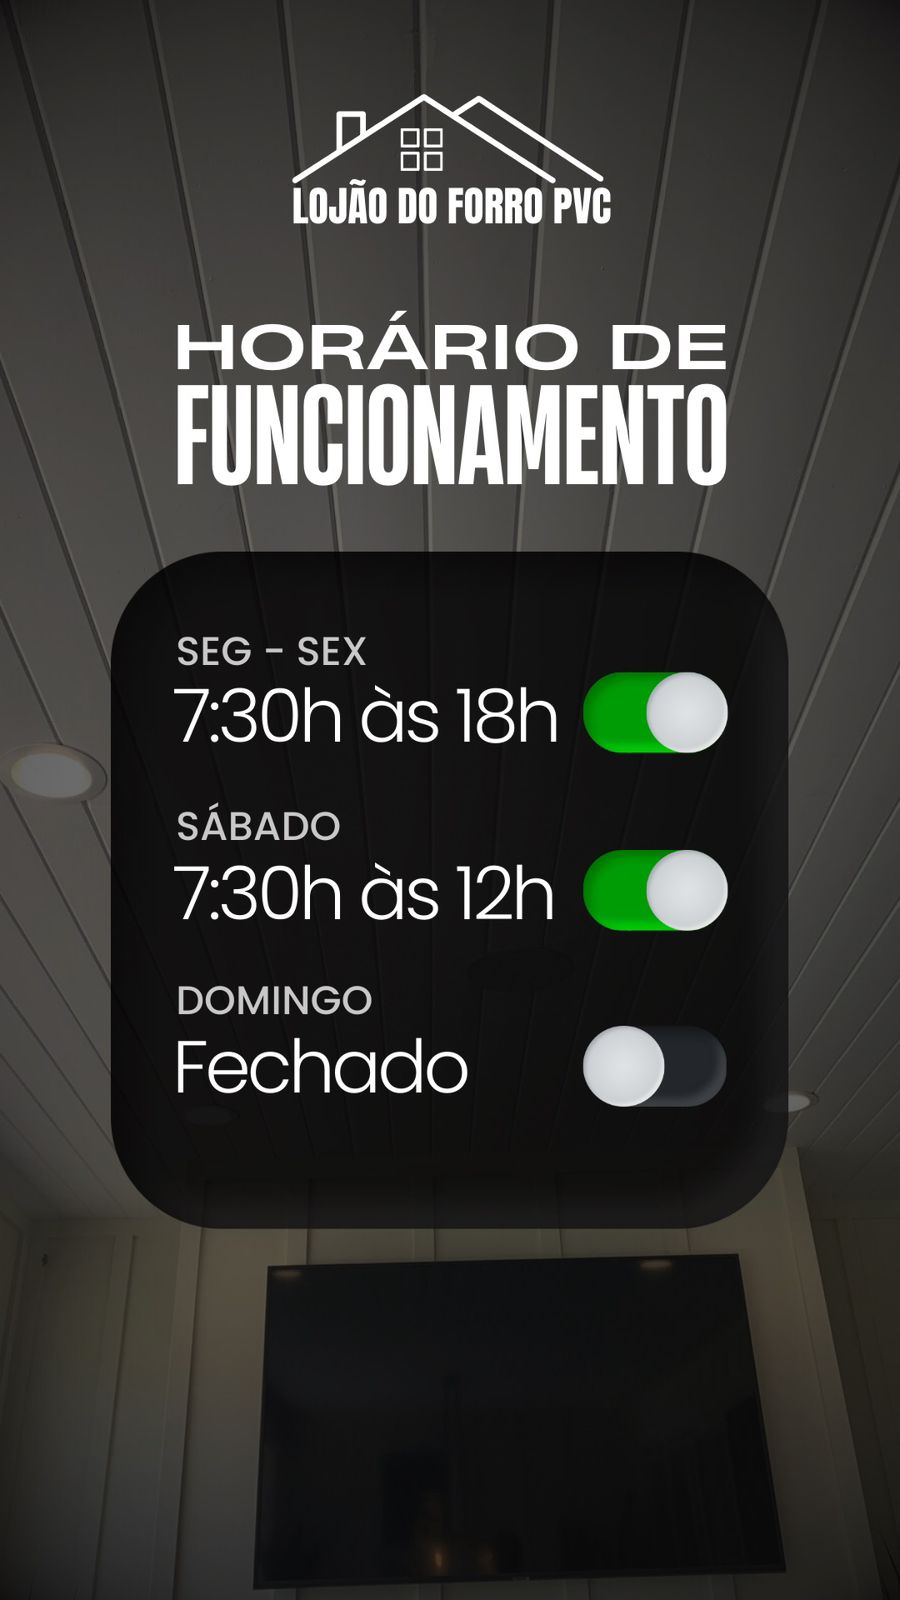 LOJÃO DO FORRO PVC
HORÁRIO DE
FUNCIONAMENTO
SEG - SEX
7:30h às 18h
SÁBADO
7:30h às 12h
DOMINGO
Fechado